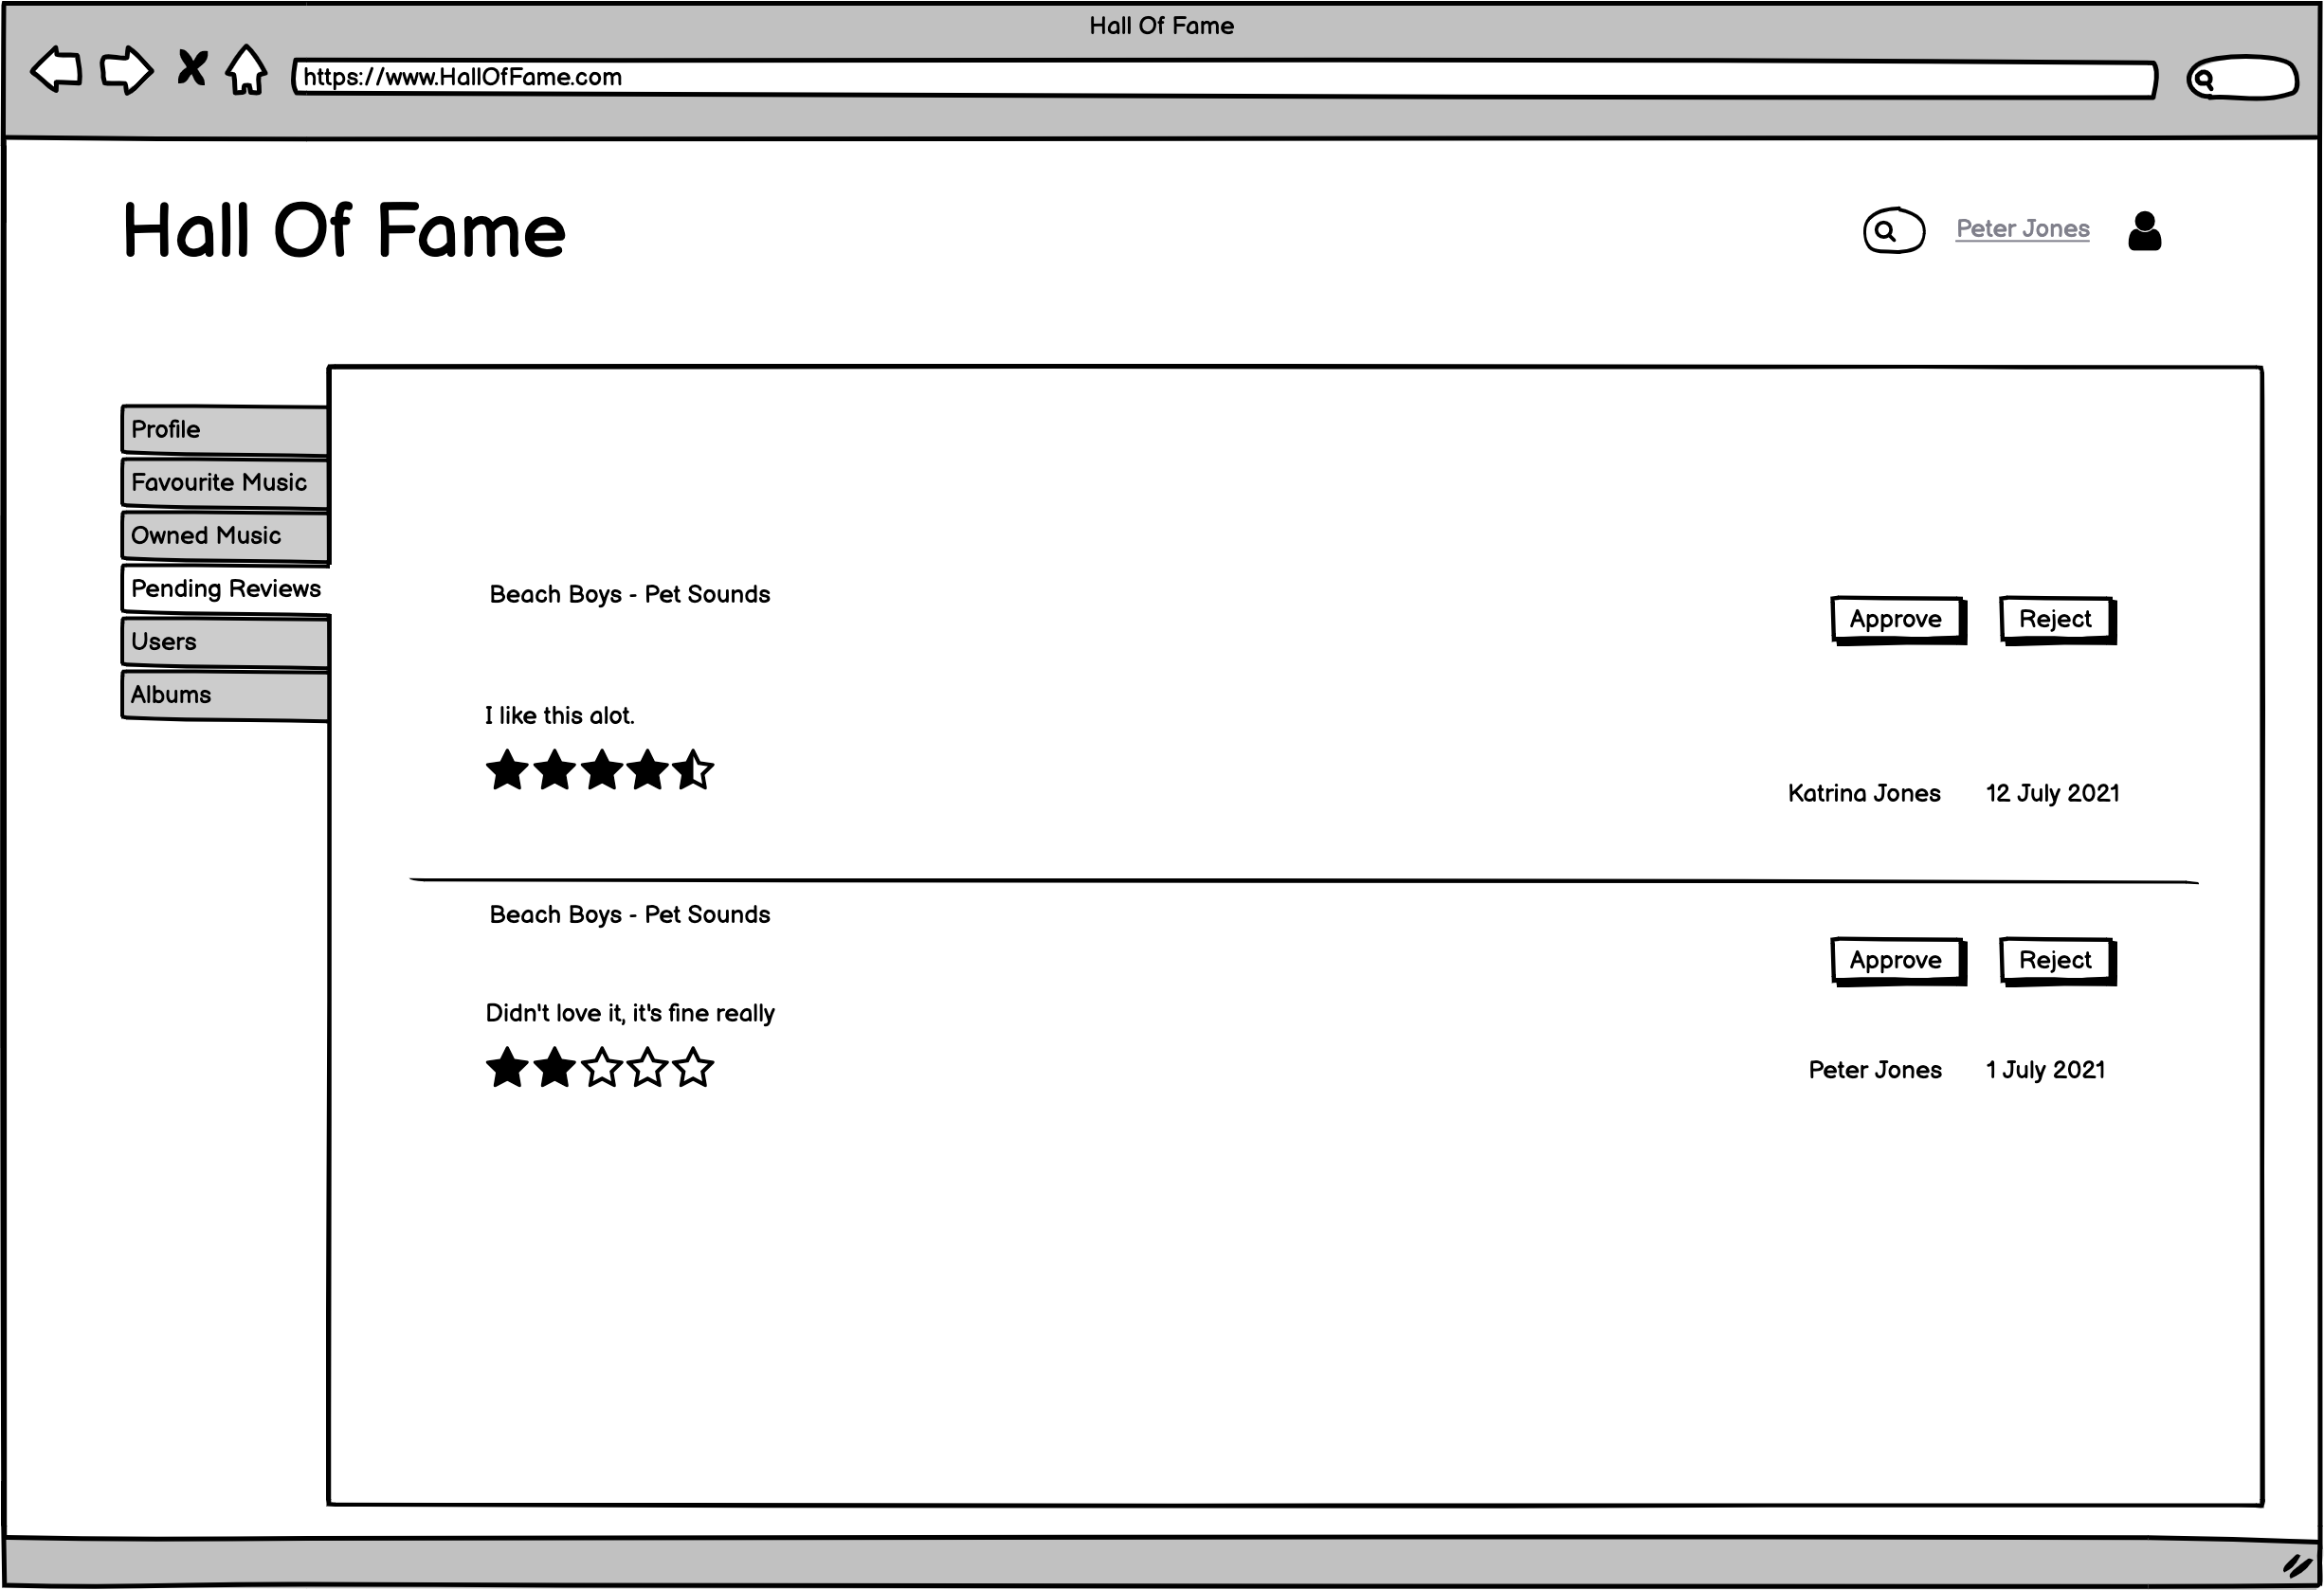 Hall Of Fame
https://www.HallOfFame.com
Hall Of Fame
Peter Jones
Profile
Favourite Music
Owned Music
Pending Reviews
Users
Albums
Beach Boys - Pet Sounds
Approve
Reject
I like this alot.
Katrina Jones
12 July 2021
Beach Boys - Pet Sounds
Approve
Reject
Didn't love it, it's fine really
Peter Jones
1 July 2021